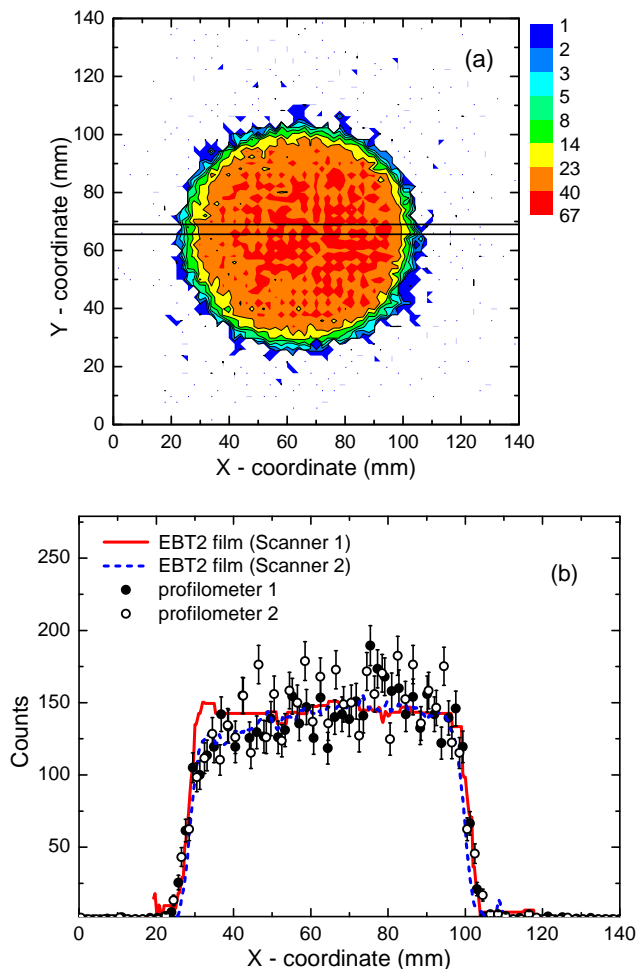 140
120
100
80
60
40
20
0
Y - coordinate (mm)
(a)
1
2
3
5
8
14
23
40
67
0 20 40 60 80 100 120 140
X - coordinate (mm)
250
200
150
100
50
Counts
EBT2 film (Scanner 1)
EBT2 film (Scanner 2)
profilometer 1
profilometer 2
(b)
0 20 40 60 80 100 120 140
X - coordinate (mm)